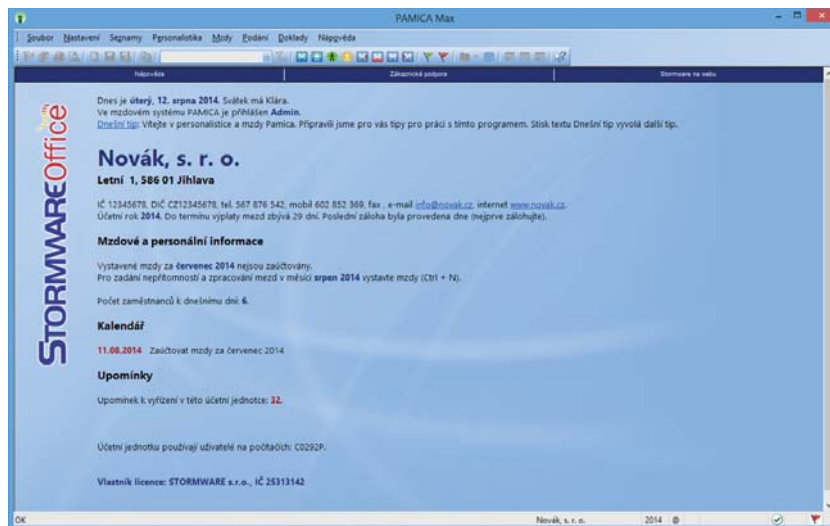 PAMICA Max
Soubor Nastavení Seznamy Personalistika Mzdy Podání Doklady Nápověda
Nápověda Zákaznická podpora Stormware na webu
STORMWAREOffice
Dnes je úterý, 12. srpna 2014. Svátek má Klára.
Ve mzdovém systému PAMICA je přihlášen Admin.
Dnešní tip: Vítejte v personalistice a mzdy Pamica. Připravili jsme pro vás tipy pro práci s tímto programem. Stisk textu Dnešní tip vyvolá další tip.
Novák, s. r. o.
Letní 1, 586 01 Jihlava
IČ 12345678, DIČ CZ12345678, tel. 567 876 542, mobil 602 852 369, fax , e-mail info@novak.cz, internet www.novak.cz.
Účetní rok 2014. Do termínu výplaty mezd zbývá 29 dní. Poslední záloha byla provedena dne (nejprve zálohujte).
Mzdové a personální informace
Vystavené mzdy za červenec 2014 nejsou zaúčtovány.
Pro zadání nepřítomností a zpracování mezd v měsíci srpen 2014 vystavte mzdy (Ctrl + N).
Počet zaměstnanců k dnešnímu dni: 6.
Kalendář
11.08.2014 Zaúčtovat mzdy za červenec 2014
Upomínky
Upomínek k vyřízení v této účetní jednotce: 32.
Účetní jednotku používají uživatelé na počítačích: C0292P.
Vlastník licence: STORMWARE s.r.o., IČ 25313142
OK Novák, s. r. o. 2014 @